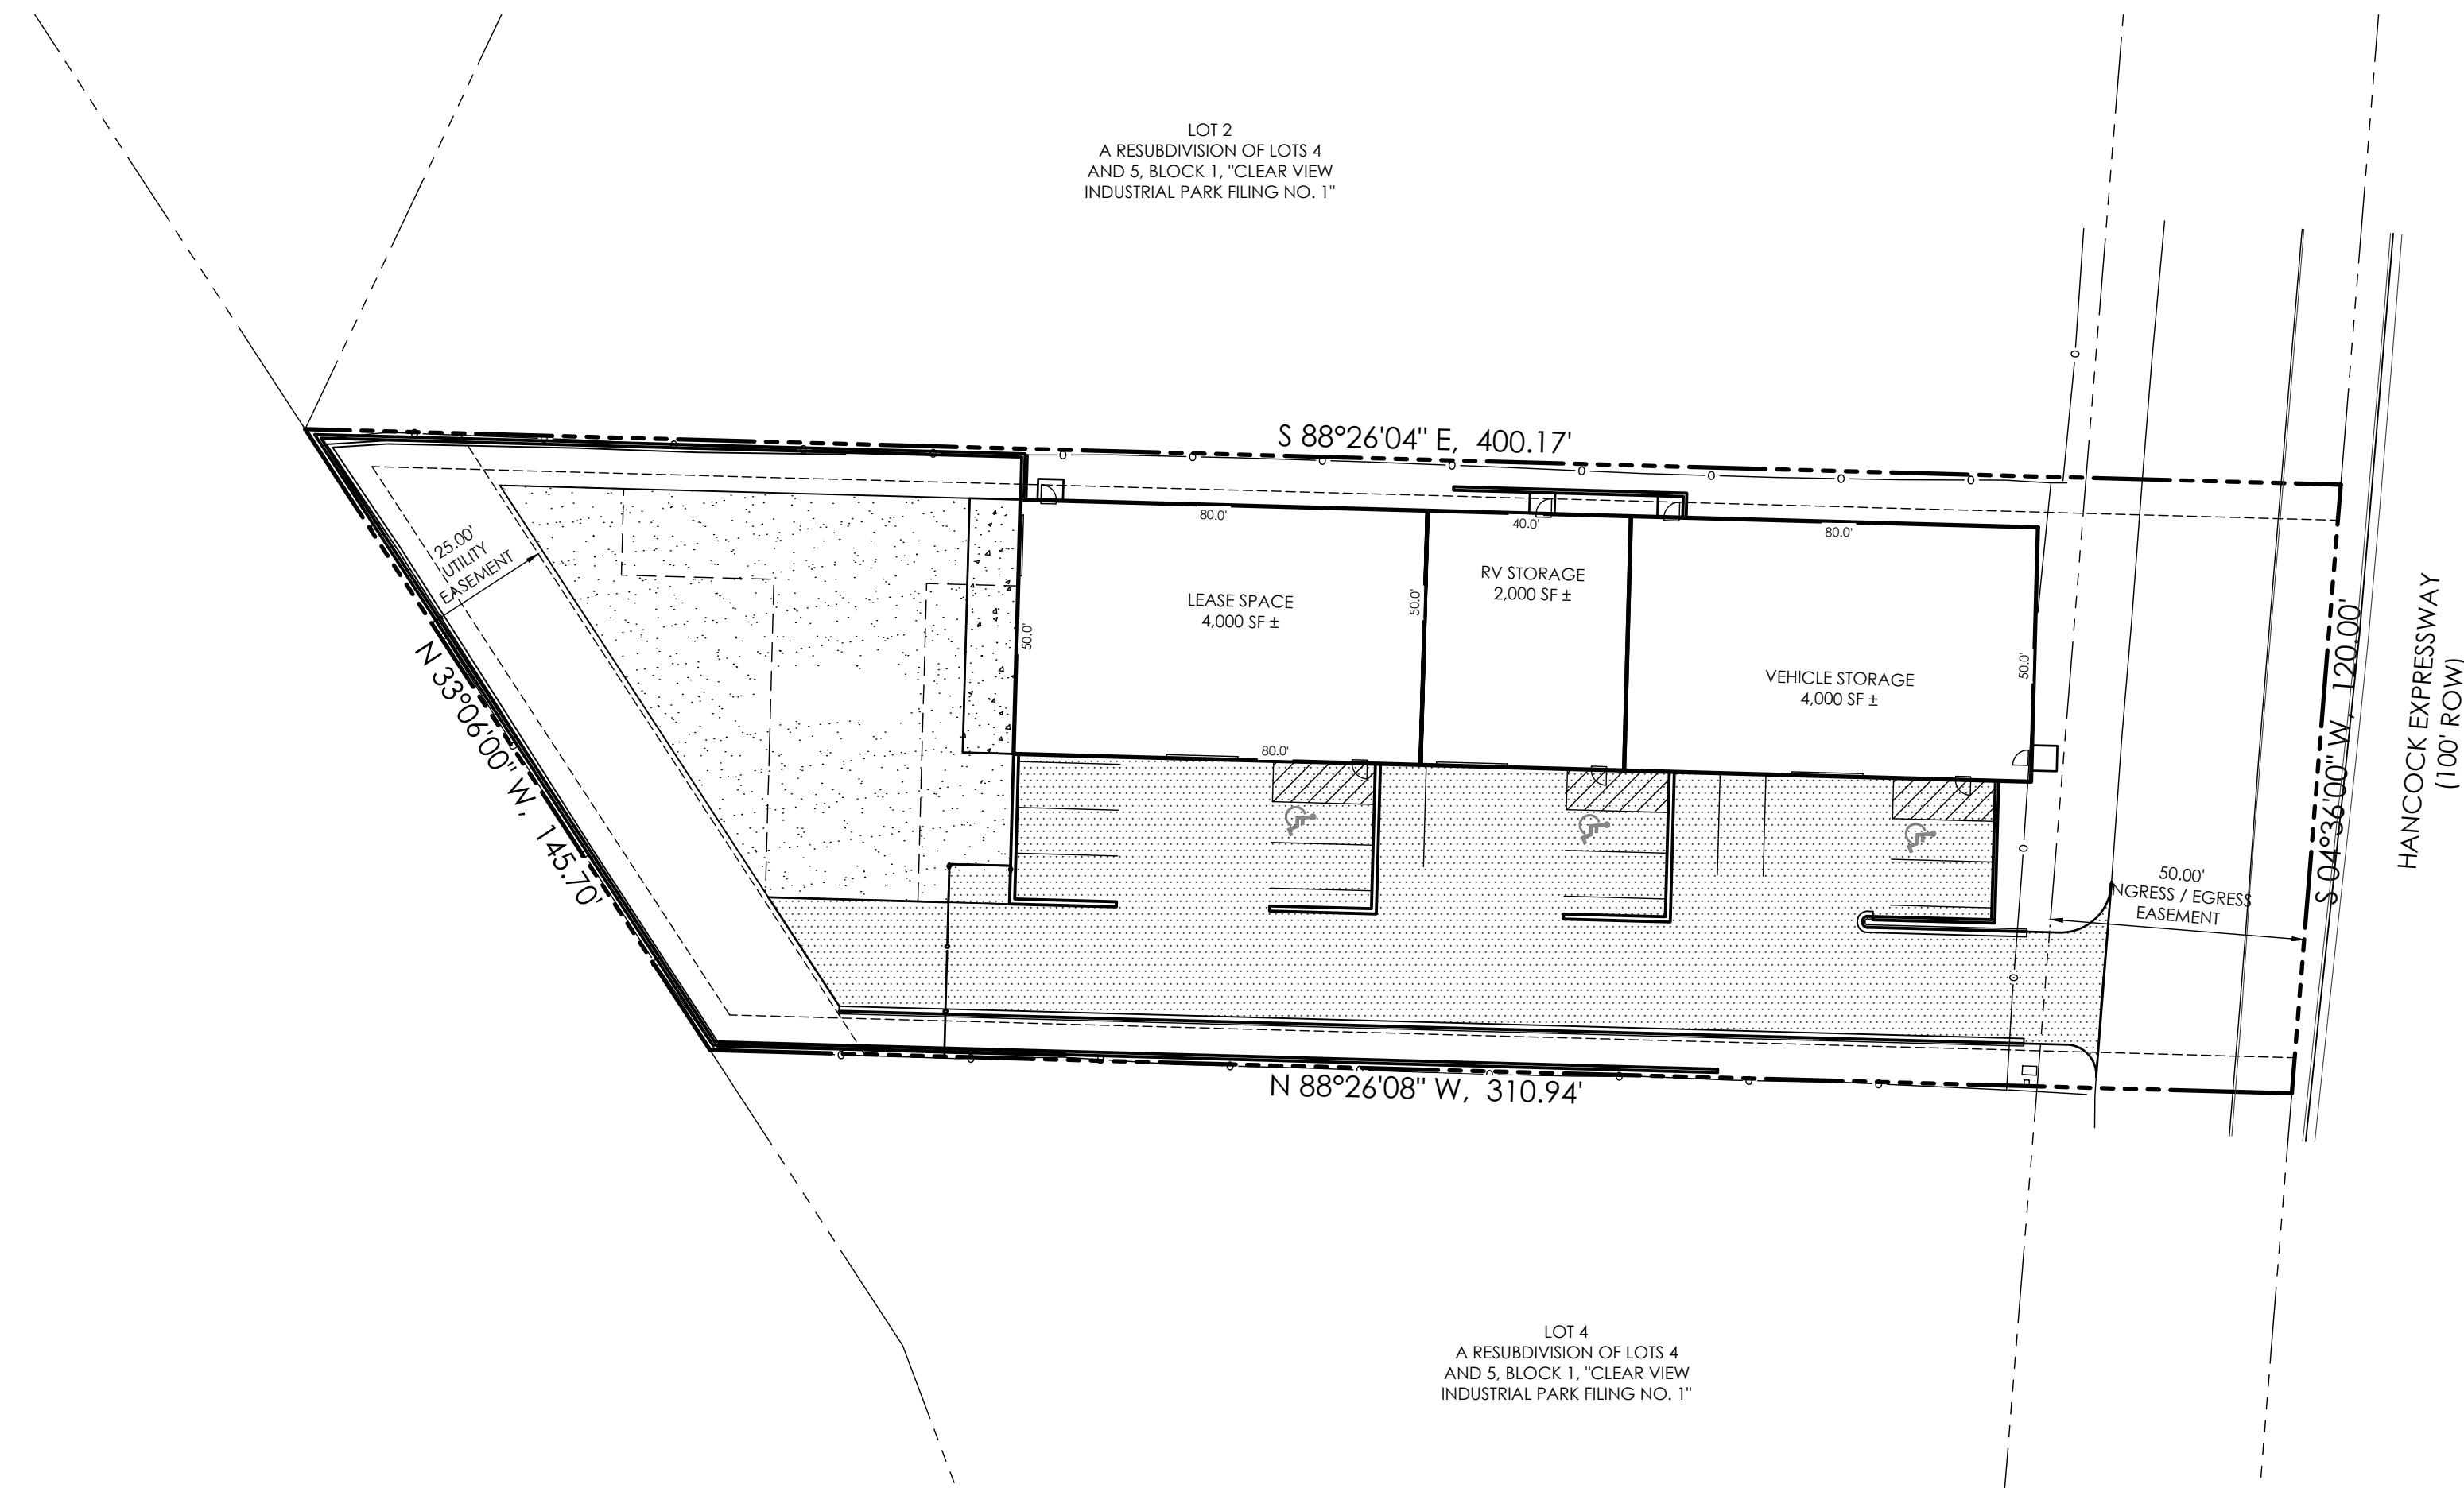 LOT 2
A RESUBDIVISION OF LOTS 4
AND 5, BLOCK 1, "CLEAR VIEW
INDUSTRIAL PARK FILING NO. 1"
S 88°26'04" E, 400.17'
80.0'
40.0'
80.0'
25.00'
UTILITY
EASEMENT
RV STORAGE
2,000 SF ±
LEASE SPACE
4,000 SF ±
50.0'
50.0'
50.0'
VEHICLE STORAGE
4,000 SF ±
80.0'
N 33°06'00" W, 145.70'
S 04°36'00" W, 120.00'
HANCOCK EXPRESSWAY
(100' ROW)
50.00'
INGRESS / EGRESS
EASEMENT
N 88°26'08" W, 310.94'
LOT 4
A RESUBDIVISION OF LOTS 4
AND 5, BLOCK 1, "CLEAR VIEW
INDUSTRIAL PARK FILING NO. 1"